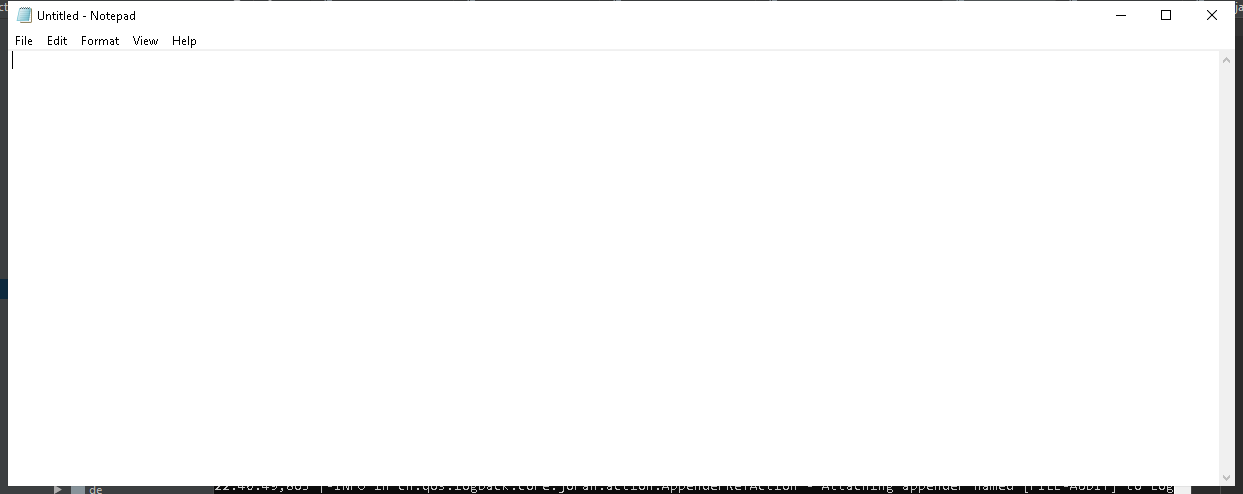 Untitled - Notepad
File Edit Format View Help
de
22:40:49,865 |-INFO in ch.qos.logback.core.joran.action.AppenderRefAction - Attaching appender named [FILE-AUDIT] to Log